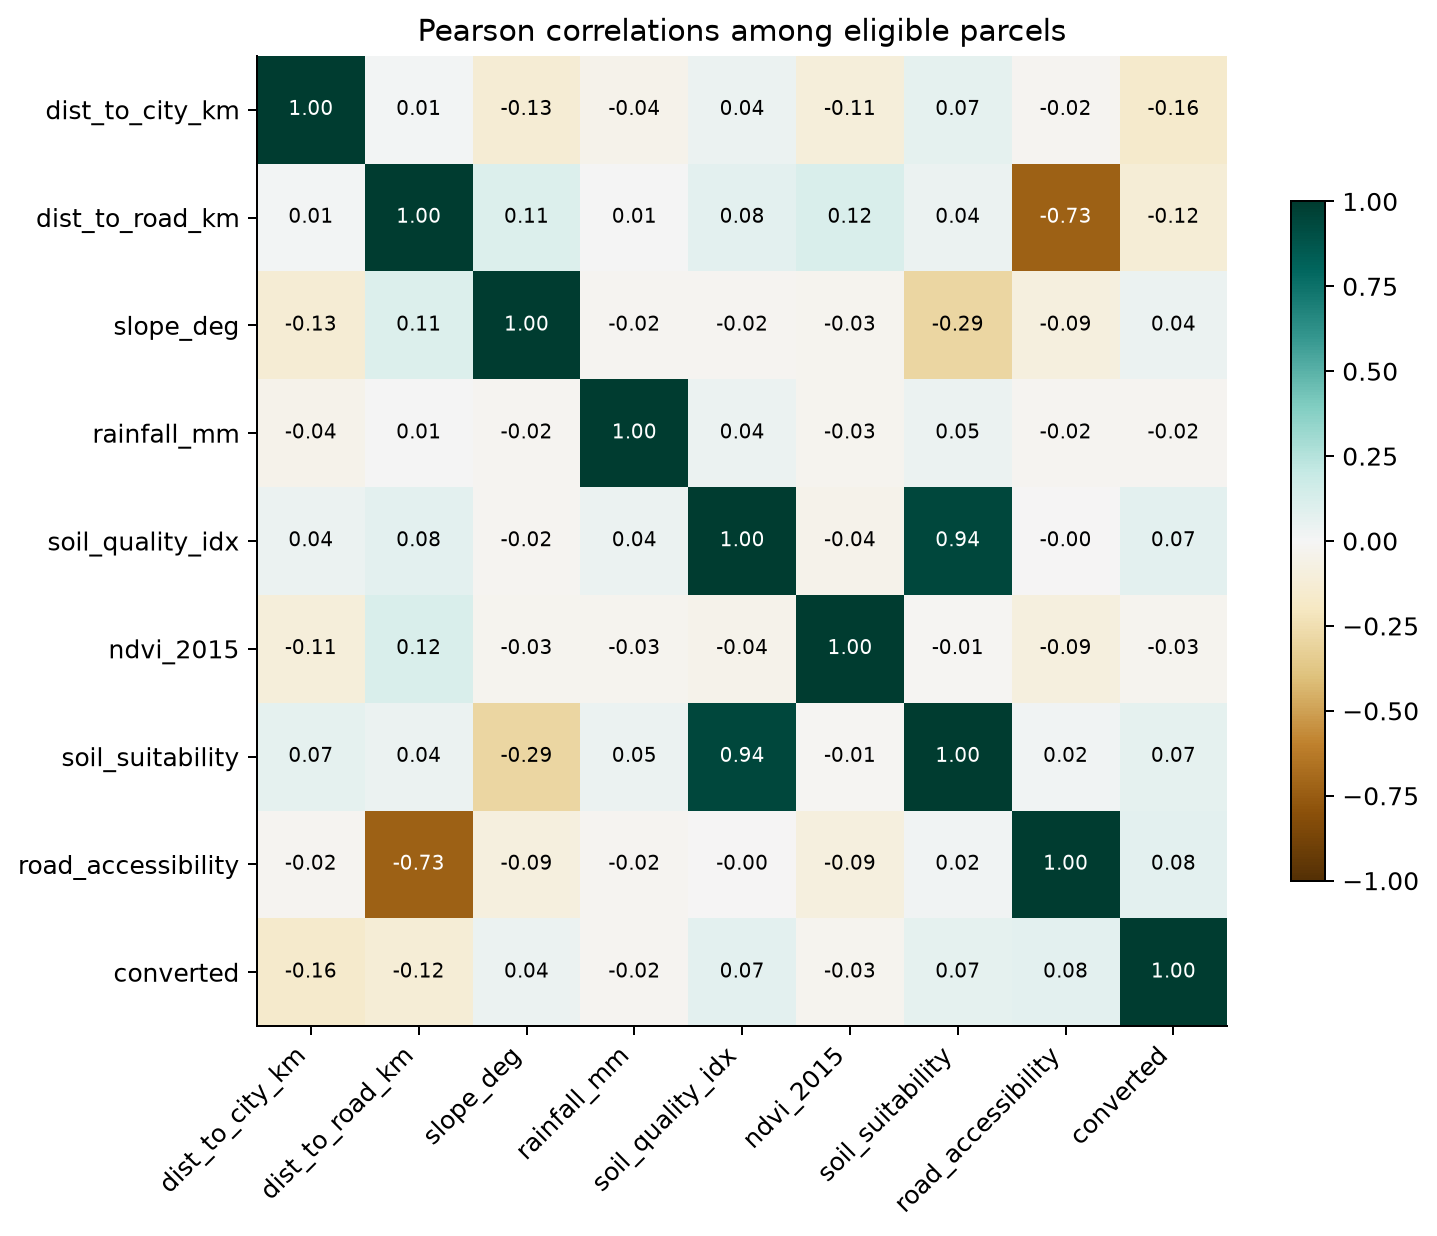 Pearson correlations among eligible parcels
dist_to_city_km 1.00 0.01 -0.13 -0.04 0.04 -0.11 0.07 -0.02 -0.16
dist_to_road_km 0.01 1.00 0.11 0.01 0.08 0.12 0.04 -0.73 -0.12
slope_deg -0.13 0.11 1.00 -0.02 -0.02 -0.03 -0.29 -0.09 0.04
rainfall_mm -0.04 0.01 -0.02 1.00 0.04 -0.03 0.05 -0.02 -0.02
soil_quality_idx 0.04 0.08 -0.02 0.04 1.00 -0.04 0.94 -0.00 0.07
ndvi_2015 -0.11 0.12 -0.03 -0.03 -0.04 1.00 -0.01 -0.09 -0.03
soil_suitability 0.07 0.04 -0.29 0.05 0.94 -0.01 1.00 0.02 0.07
road_accessibility -0.02 -0.73 -0.09 -0.02 -0.00 -0.09 0.02 1.00 0.08
converted -0.16 -0.12 0.04 -0.02 0.07 -0.03 0.07 0.08 1.00
dist_to_city_km
dist_to_road_km
slope_deg
rainfall_mm
soil_quality_idx
ndvi_2015
soil_suitability
road_accessibility
converted
1.00
0.75
0.50
0.25
0.00
−0.25
−0.50
−0.75
−1.00